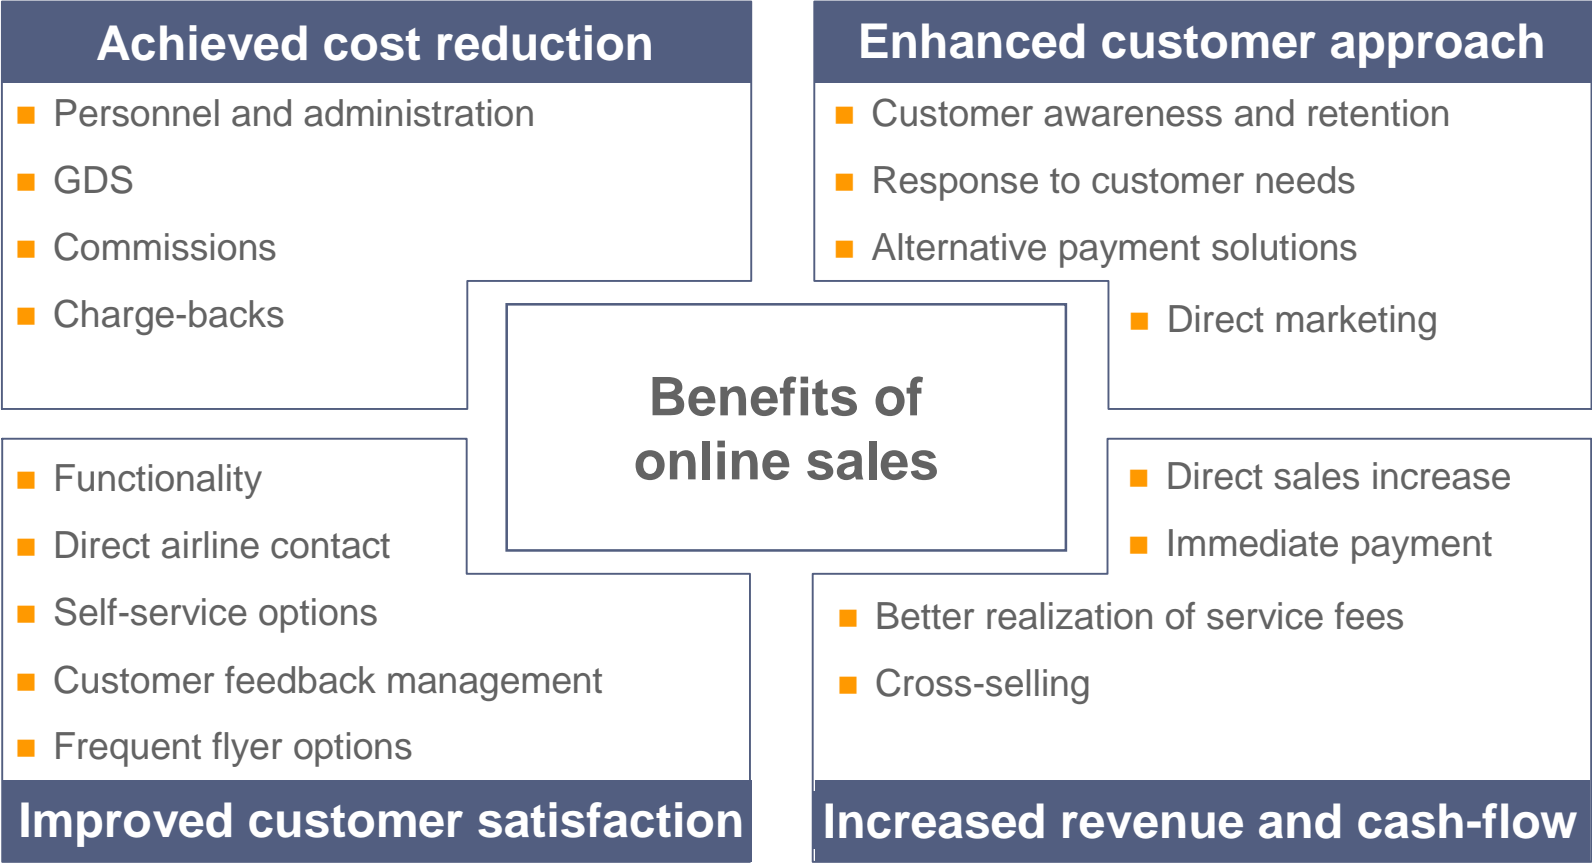 Achieved cost reduction
Personnel and administration
GDS
Commissions
Charge-backs
Enhanced customer approach
Customer awareness and retention
Response to customer needs
Alternative payment solutions
Direct marketing
Benefits of
online sales
Functionality
Direct airline contact
Self-service options
Customer feedback management
Frequent flyer options
Improved customer satisfaction
Direct sales increase
Immediate payment
Better realization of service fees
Cross-selling
Increased revenue and cash-flow